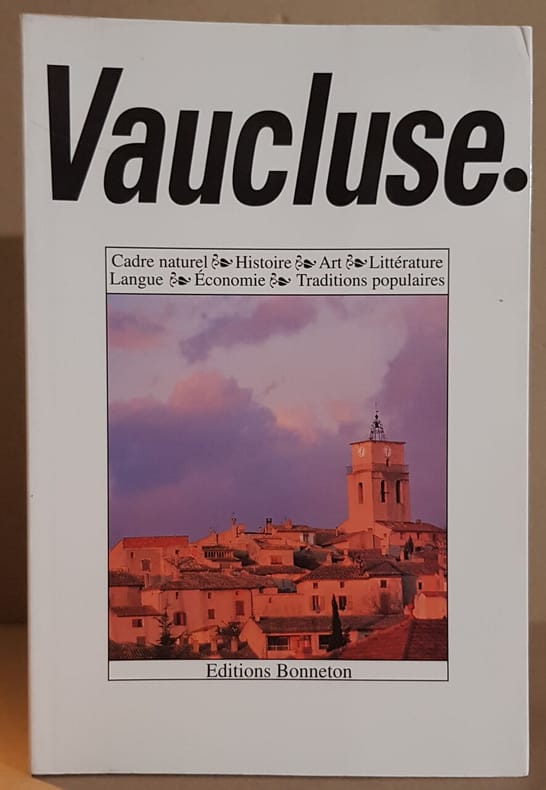 Vaucluse.
Cadre naturel ❧ Histoire ❧ Art ❧ Littérature
Langue ❧ Économie ❧ Traditions populaires
Editions Bonneton